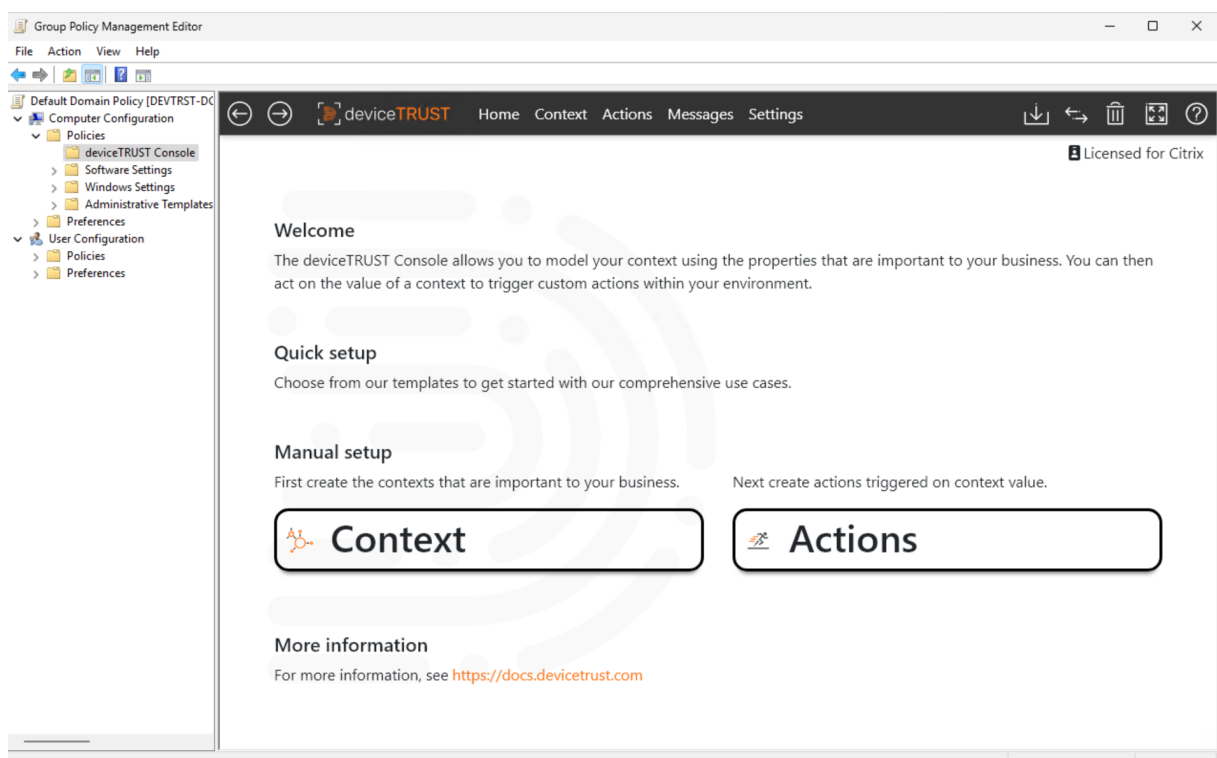 Group Policy Management Editor
File Action View Help
Default Domain Policy [DEVTRST-DC
Computer Configuration
Policies
deviceTRUST Console
Software Settings
Windows Settings
Administrative Templates
Preferences
User Configuration
Policies
Preferences
deviceTRUST Home Context Actions Messages Settings
Licensed for Citrix
Welcome
The deviceTRUST Console allows you to model your context using the properties that are important to your business. You can then
act on the value of a context to trigger custom actions within your environment.
Quick setup
Choose from our templates to get started with our comprehensive use cases.
Manual setup
First create the contexts that are important to your business.
Context
Next create actions triggered on context value.
Actions
More information
For more information, see https://docs.devicetrust.com